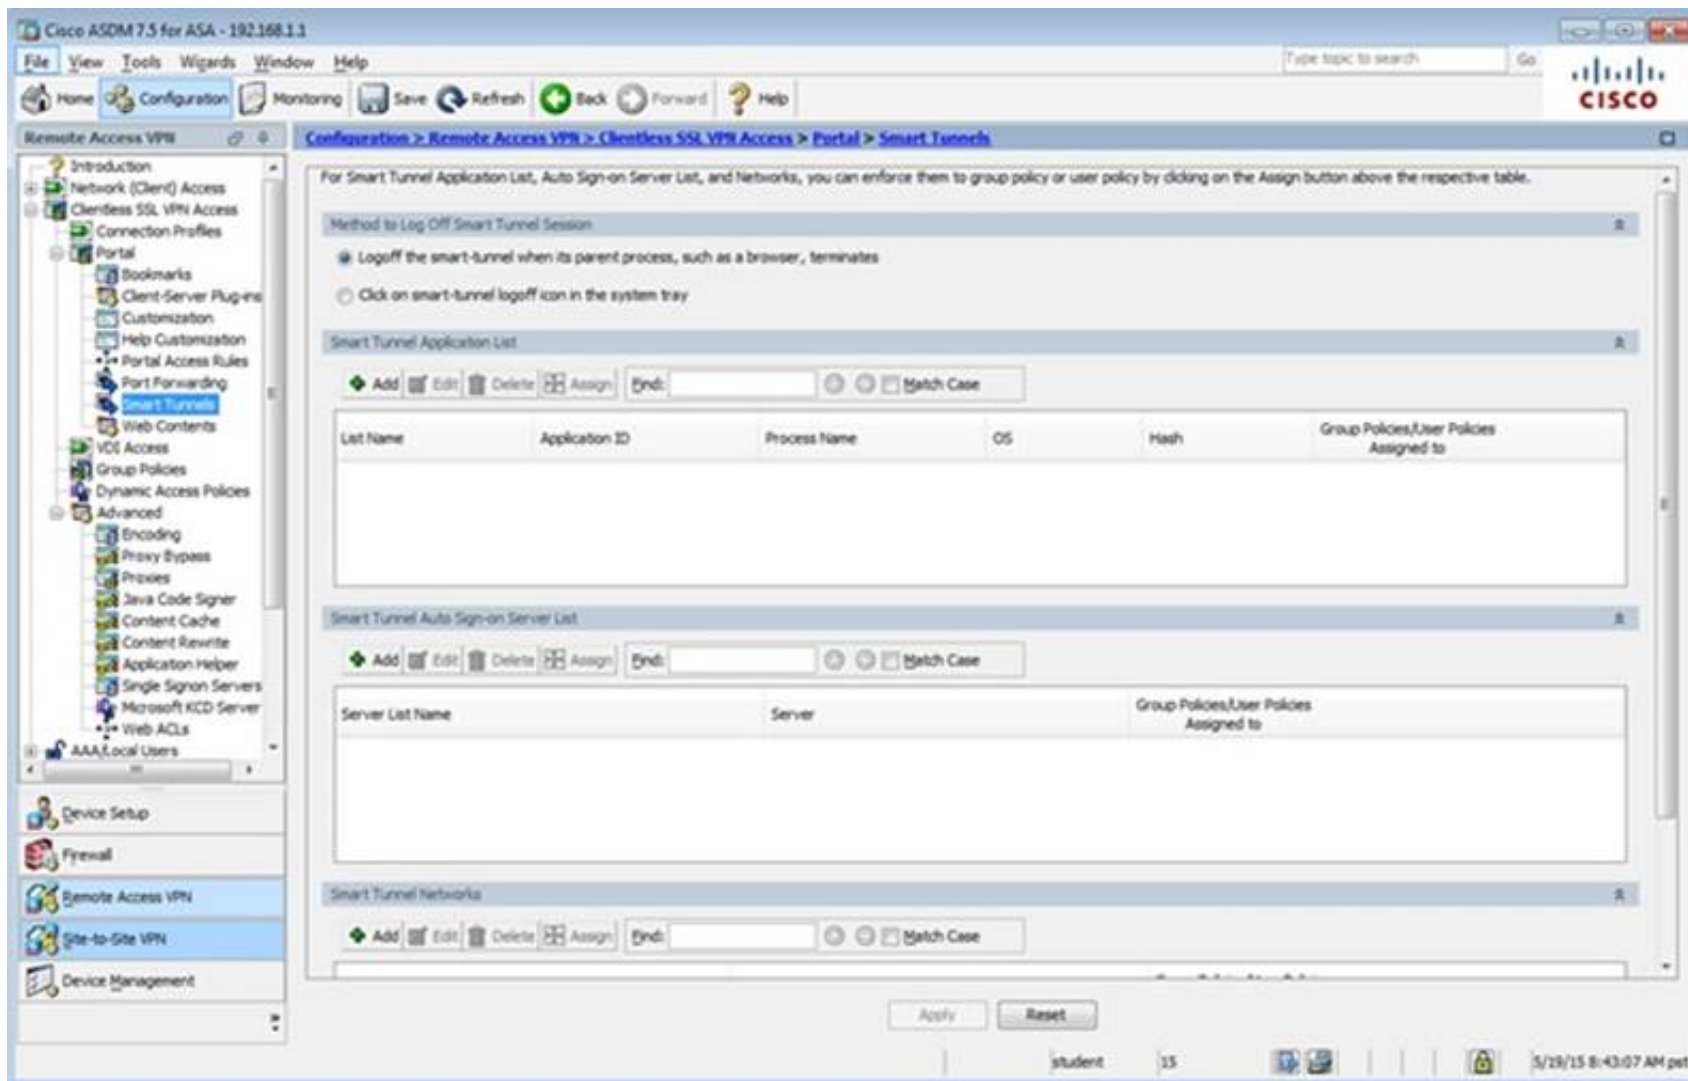 Cisco ASDM 7.5 for ASA - 192.168.1.1
File View Tools Wizards Window Help
Type topic to search Go
Home Configuration Monitoring Save Refresh Back Forward Help
CISCO
Remote Access VPN
Introduction
Network (Client) Access
Clientless SSL VPN Access
Connection Profiles
Portal
Bookmarks
Client-Server Plug-ins
Customization
Help Customization
Portal Access Rules
Port Forwarding
Smart Tunnels
Web Contents
VDI Access
Group Policies
Dynamic Access Policies
Advanced
Encoding
Proxy Bypass
Proxies
Java Code Signer
Content Cache
Content Rewrite
Application Helper
Single Signon Servers
Microsoft KCD Server
Web ACLs
AAA/Local Users
Device Setup
Firewall
Remote Access VPN
Site-to-Site VPN
Device Management
Configuration > Remote Access VPN > Clientless SSL VPN Access > Portal > Smart Tunnels
For Smart Tunnel Application List, Auto Sign-on Server List, and Networks, you can enforce them to group policy or user policy by clicking on the Assign button above the respective table.
Method to Log Off Smart Tunnel Session
Logoff the smart-tunnel when its parent process, such as a browser, terminates
Click on smart-tunnel logoff icon in the system tray
Smart Tunnel Application List
Add Edit Delete Assign Find: Match Case
List Name Application ID Process Name OS Hash Group Policies/User Policies
Assigned to
Smart Tunnel Auto Sign-on Server List
Add Edit Delete Assign Find: Match Case
Server List Name Server Group Policies/User Policies
Assigned to
Smart Tunnel Networks
Add Edit Delete Assign Find: Match Case
Apply Reset
student 15 5/19/15 8:43:07 AM pst